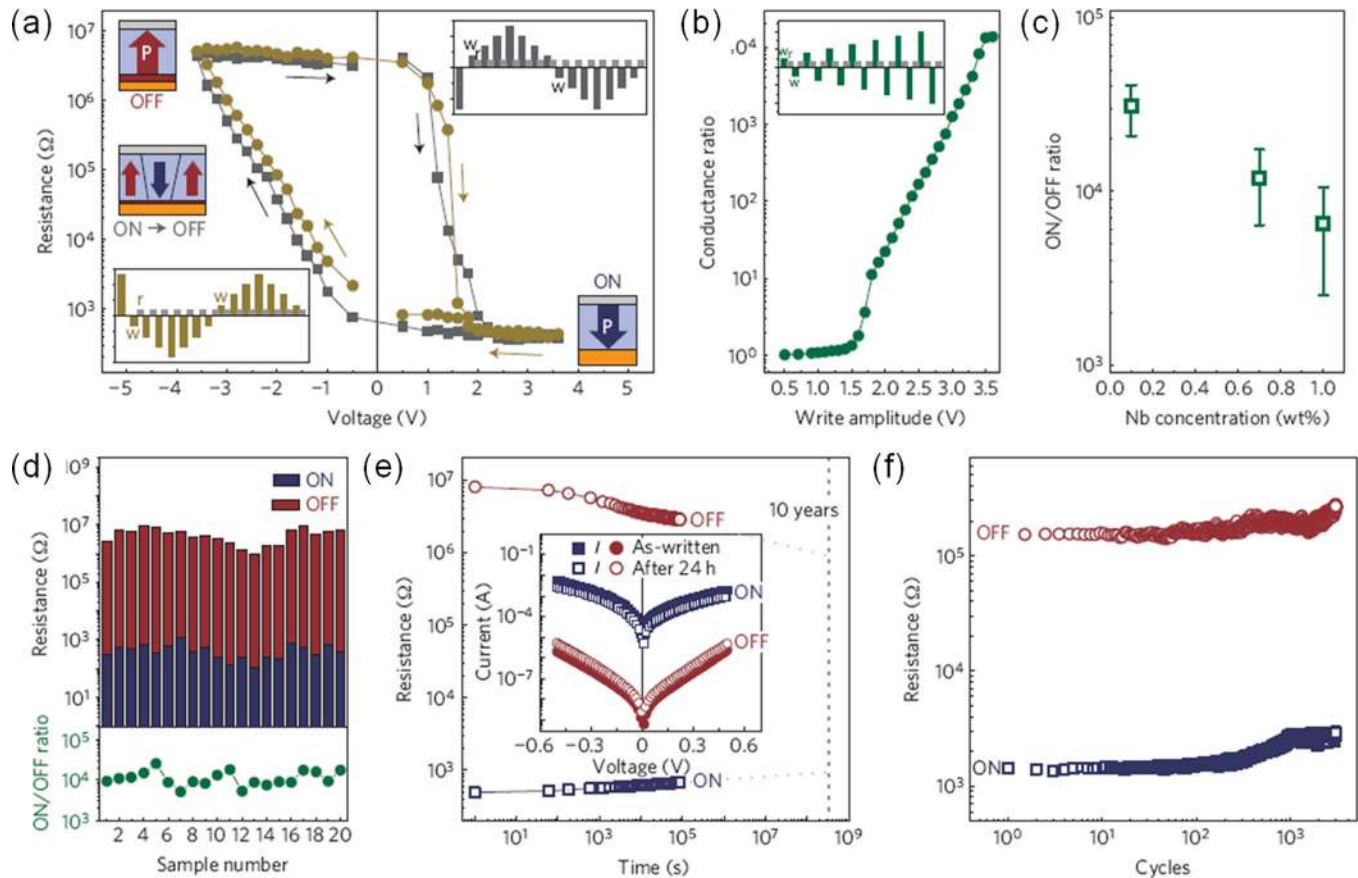 (a)
10⁷
10⁶
10⁵
10⁴
10³
Resistance (Ω)
P
OFF
ON → OFF
r
w
w
w
r
w
ON
P
−5
−4
−3
−2
−1
0
1
2
3
4
5
Voltage (V)
(b)
10⁴
10³
10²
10¹
10⁰
Conductance ratio
w
r
w
0.5
1.0
1.5
2.0
2.5
3.0
3.5
Write amplitude (V)
(c)
10⁵
10⁴
10³
ON/OFF ratio
0.0
0.2
0.4
0.6
0.8
1.0
Nb concentration (wt%)
(d)
10⁹
10⁷
10⁵
10³
10¹
Resistance (Ω)
ON
OFF
10⁵
10⁴
10³
ON/OFF ratio
2
4
6
8
10
12
14
16
18
20
Sample number
(e)
10⁷
10⁶
10⁵
10⁴
10³
Resistance (Ω)
OFF
10 years
10⁻¹
10⁻⁴
10⁻⁷
Current (A)
/ As-written
/ After 24 h
ON
OFF
−0.6
−0.3
0
0.3
0.6
Voltage (V)
ON
10¹
10³
10⁵
10⁷
10⁹
Time (s)
(f)
10⁵
10⁴
10³
Resistance (Ω)
OFF
ON
10⁰
10¹
10²
10³
Cycles